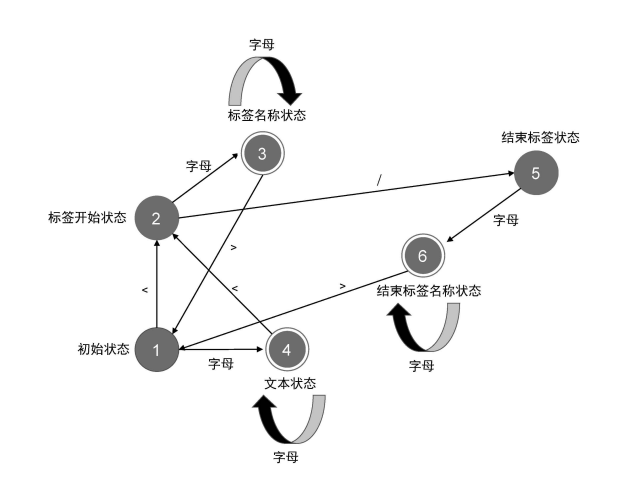 字母
标签名称状态
3
结束标签状态
5
字母
/
标签开始状态
2
字母
>
6
<
<
>
结束标签名称状态
初始状态
1
字母
4
字母
文本状态
字母